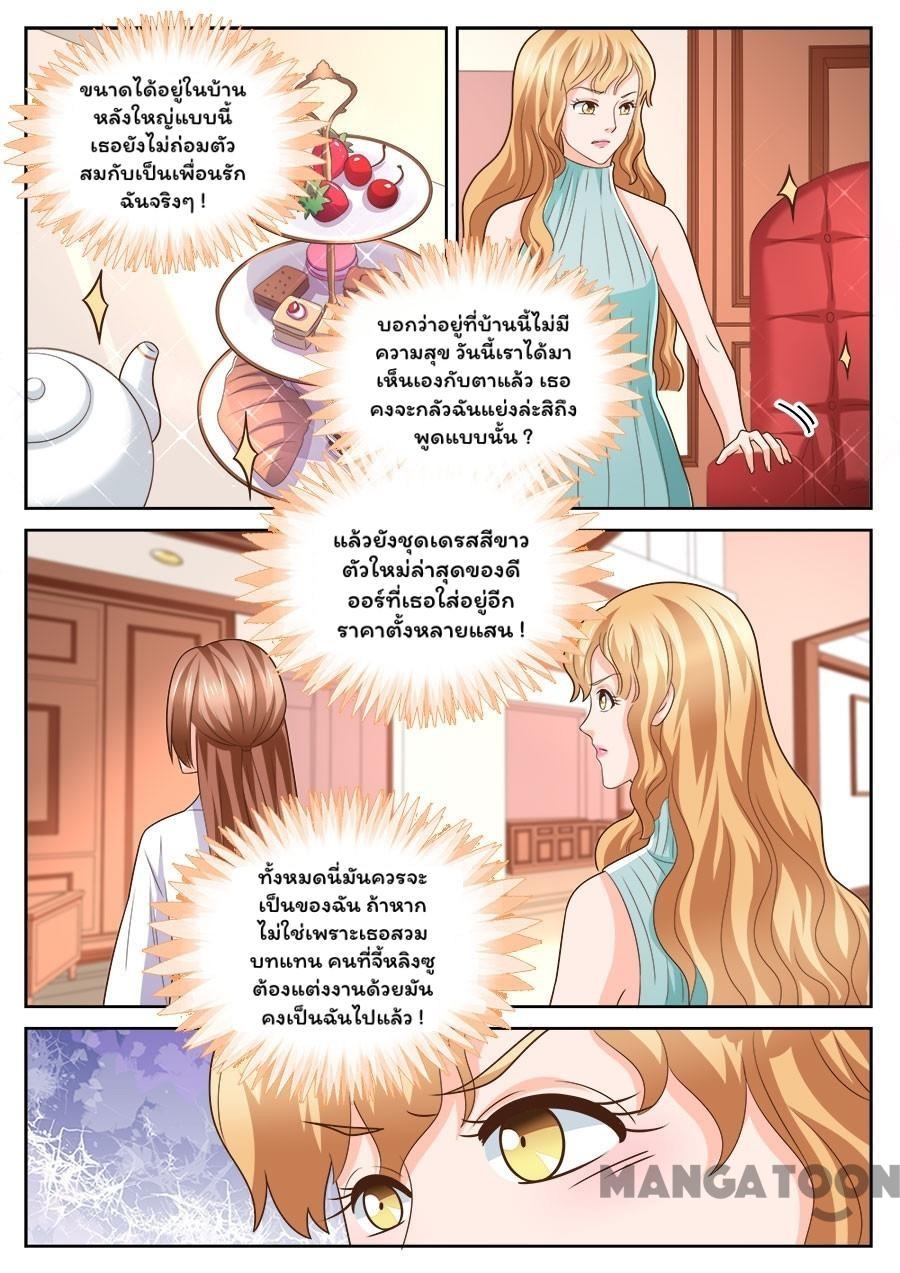 ขนาดได้อยู่ในบ้าน
หลังใหญ่แบบนี้
เธอยังไม่ถ่อมตัว
สมกับเป็นเพื่อนรัก
ฉันจริงๆ !
บอกว่าอยู่ที่บ้านนี้ไม่มี
ความสุข วันนี้เราได้มา
เห็นเองกับตาแล้ว เธอ
คงจะกลัวฉันแย่งล่ะสิถึง
พูดแบบนั้น ?
แล้วยังชุดเดรสสีขาว
ตัวใหม่ล่าสุดของดี
ออร์ที่เธอใส่อยู่อีก
ราคาตั้งหลายแสน !
ทั้งหมดนี่มันควรจะ
เป็นของฉัน ถ้าหาก
ไม่ใช่เพราะเธอสวม
บทแทน คนที่จี้หลิงซู
ต้องแต่งงานด้วยมัน
คงเป็นฉันไปแล้ว !
MANGATOON